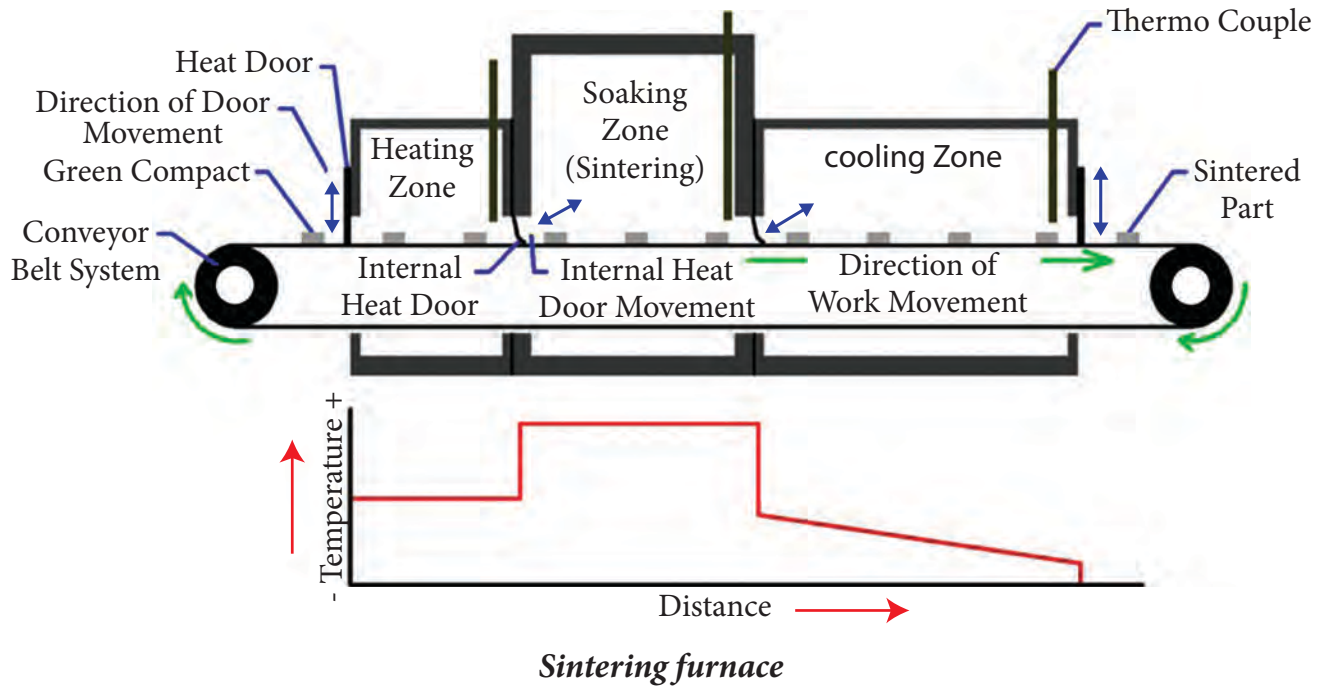 Thermo Couple
Heat Door
Direction of Door
Movement
Green Compact
Conveyor
Belt System
Heating
Zone
Soaking
Zone
(Sintering)
cooling Zone
Sintered
Part
Internal
Heat Door
Internal Heat
Door Movement
Direction of
Work Movement
- Temperature +
Distance
Sintering furnace